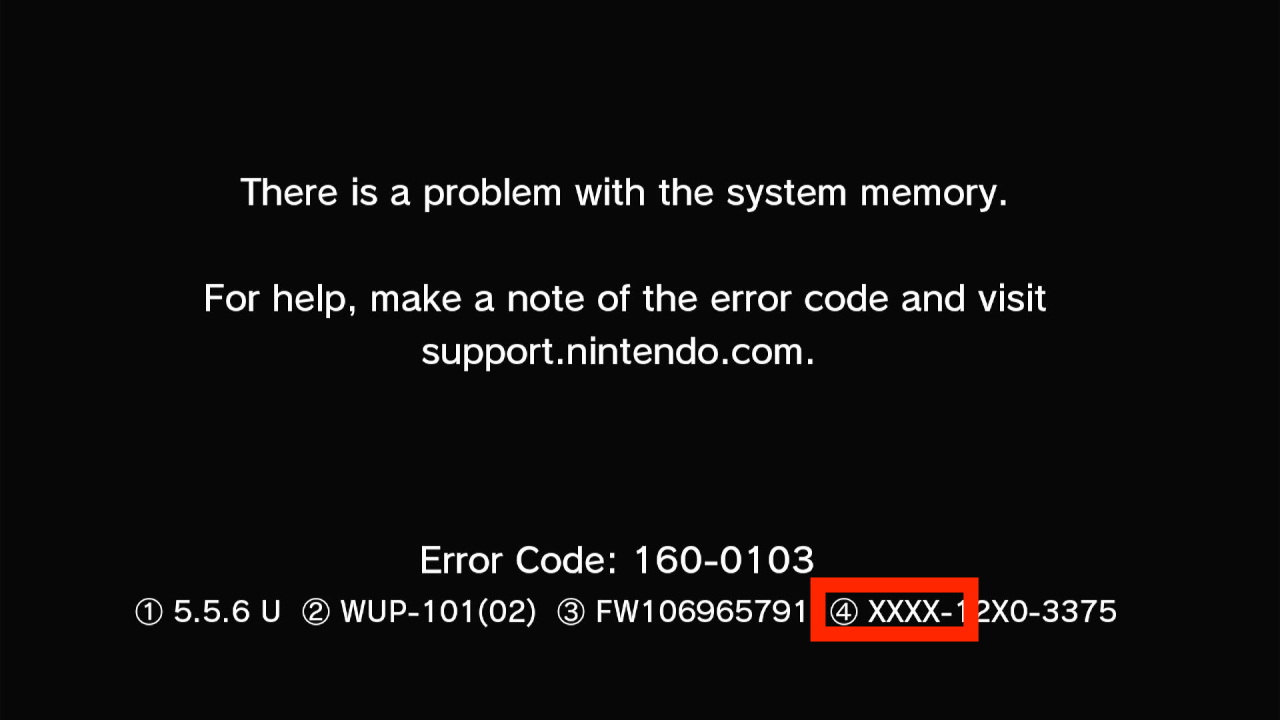 There is a problem with the system memory.
For help, make a note of the error code and visit
support.nintendo.com.
Error Code: 160-0103
① 5.5.6 U ② WUP-101(02) ③ FW106965791 ④ XXXX-12X0-3375